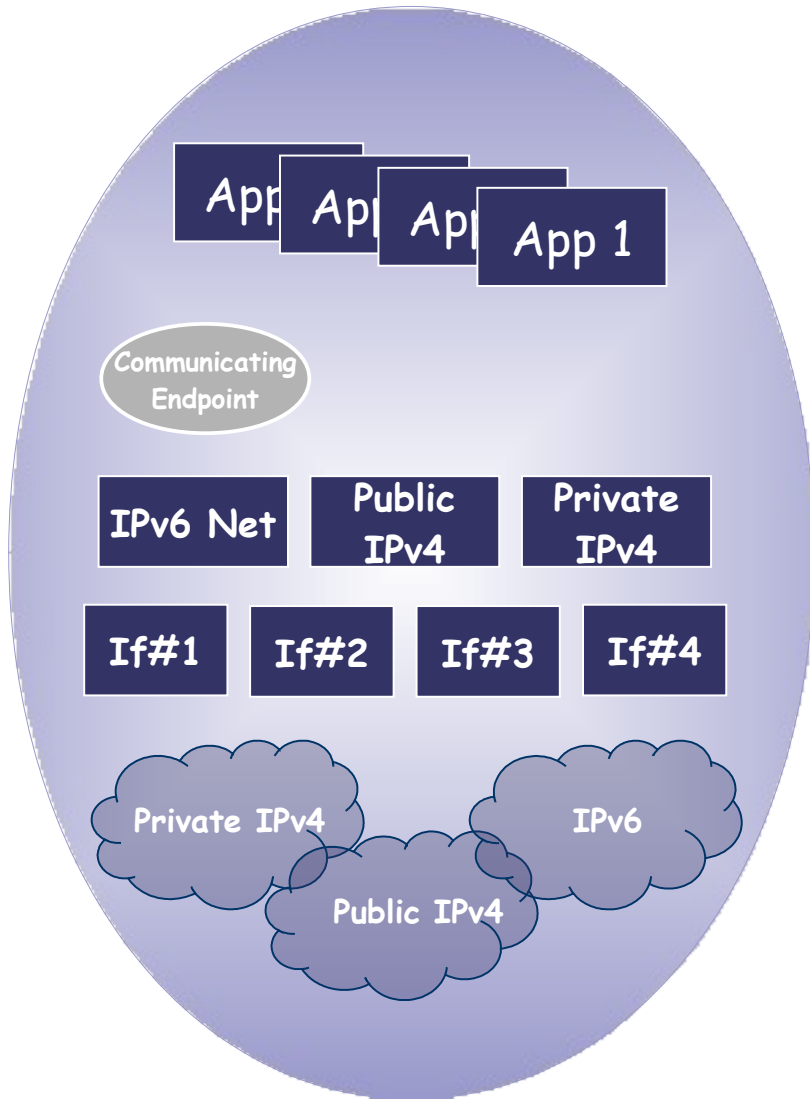 App
App
App
App 1
Communicating
Endpoint
IPv6 Net
Public
IPv4
Private
IPv4
If#1
If#2
If#3
If#4
Private IPv4
IPv6
Public IPv4